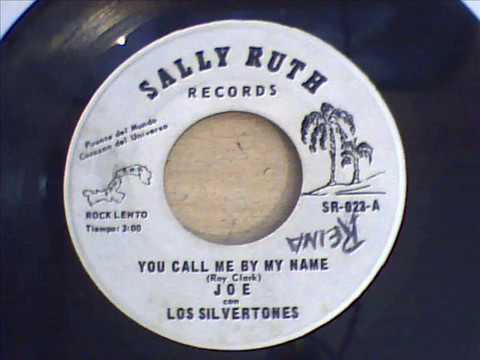 SALLY RUTH
RECORDS
Puente del Mundo
Corazon del Universo
ROCK LENTO
Tiempo: 3:00
SR-023-A
REINA
YOU CALL ME BY MY NAME
(Roy Clark)
JOE
con
LOS SILVERTONES